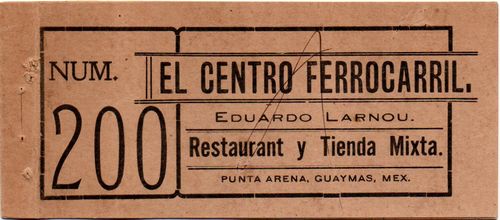 NUM.
200
EL CENTRO FERROCARRIL.
EDUARDO LARNOU.
Restaurant y Tienda Mixta.
PUNTA ARENA, GUAYMAS, MEX.